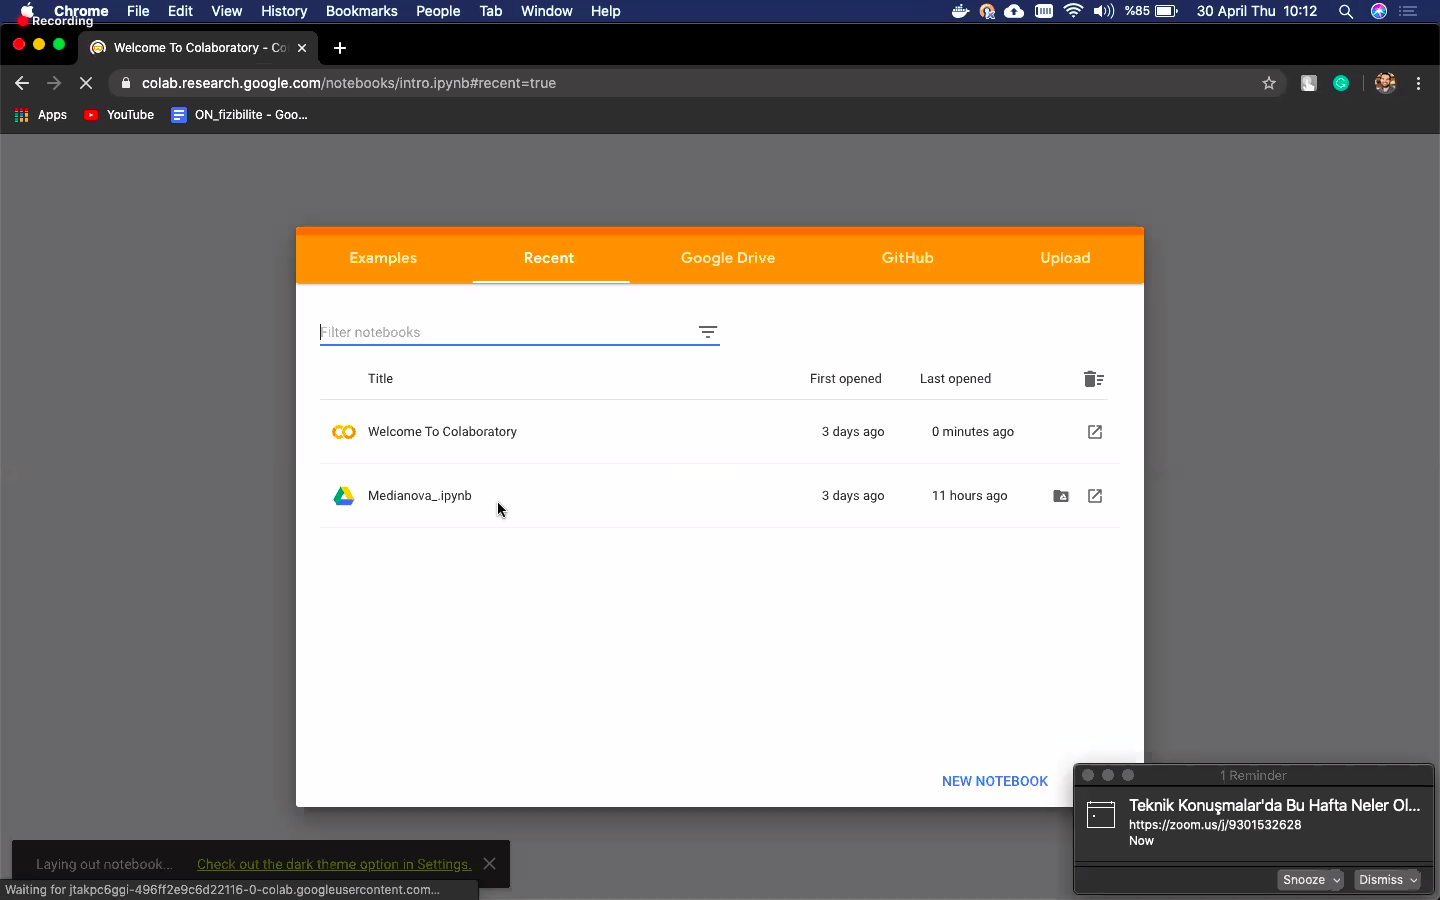 Chrome File Edit View History Bookmarks People Tab Window Help %85 30 April Thu 10:12
Recording
Welcome To Colaboratory - Co
colab.research.google.com/notebooks/intro.ipynb#recent=true
Apps YouTube ON_fizibilite - Goo...
Examples Recent Google Drive GitHub Upload
Filter notebooks
Title First opened Last opened
Welcome To Colaboratory 3 days ago 0 minutes ago
Medianova_.ipynb 3 days ago 11 hours ago
NEW NOTEBOOK
1 Reminder
Teknik Konuşmalar'da Bu Hafta Neler Ol...
https://zoom.us/j/9301532628
Now
Snooze Dismiss
Laying out notebook... Check out the dark theme option in Settings.
Waiting for jtakpc6ggi-496ff2e9c6d22116-0-colab.googleusercontent.com...